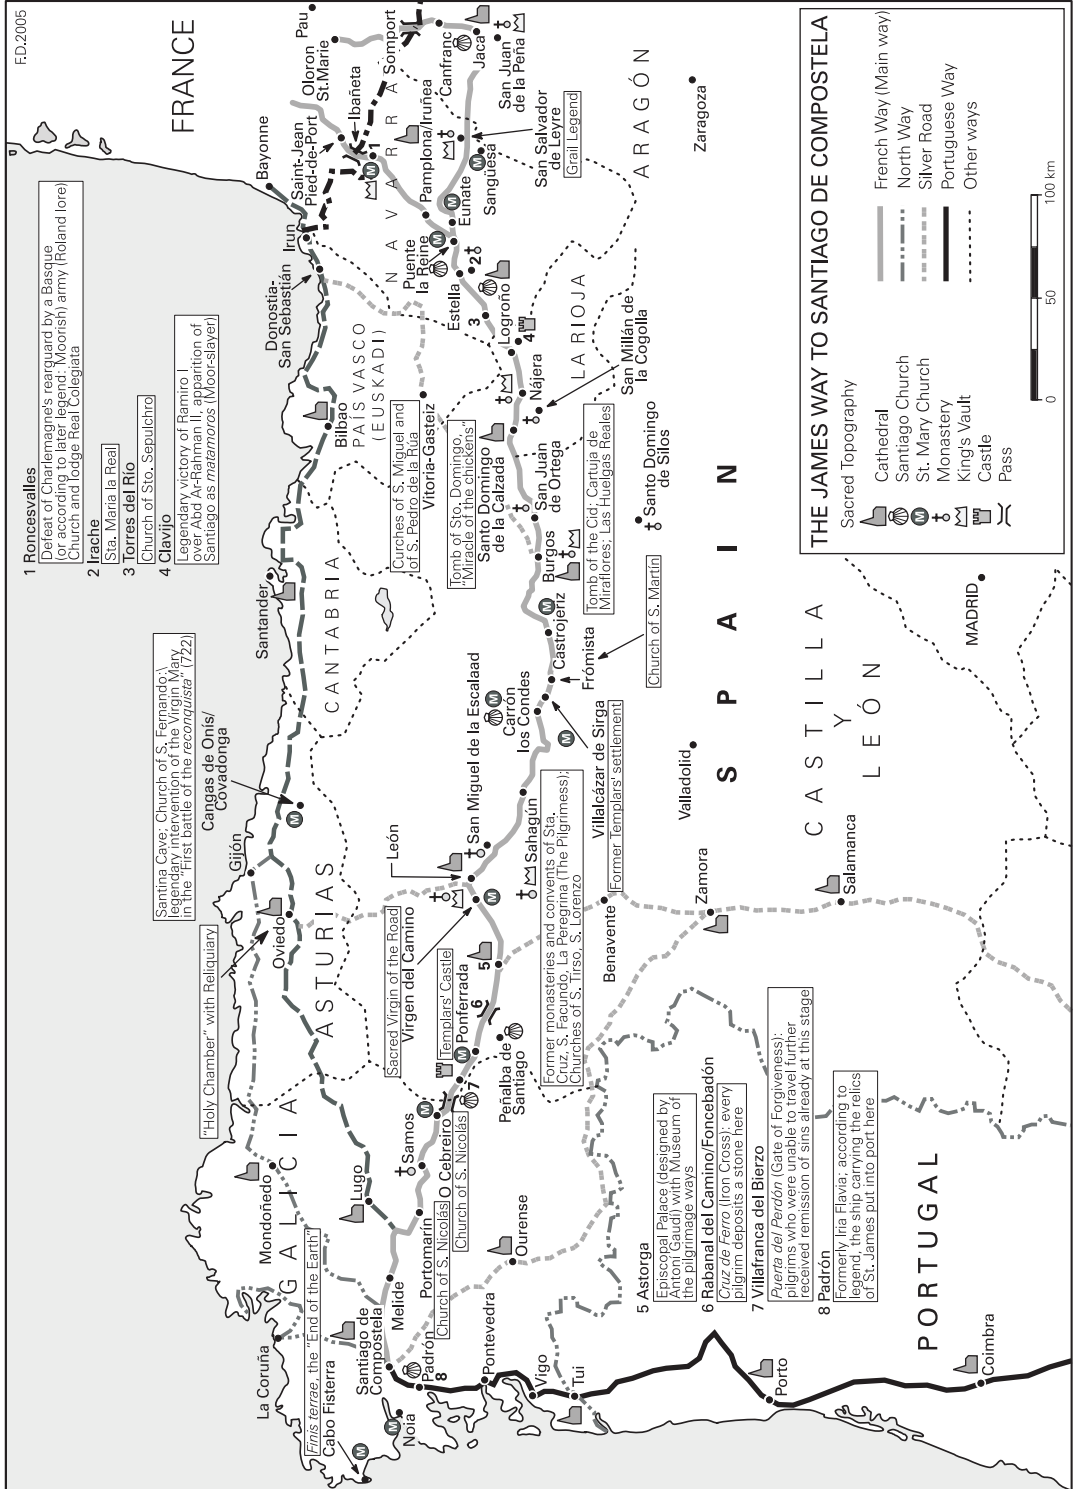 F.D.2005
FRANCE
Pau
Oloron
St.Marie
Somport
Canfranc
Jaca
San Juan
de la Peña
Bayonne
Saint-Jean
Pied-de-Port
Ibañeta
1
Irun
Pamplona/Iruñea
NAVARRA
San Salvador
de Leyre
Grail Legend
Sangüesa
Eunate
Puente
la Reine
2
Estella
3
ARAGÓN
Zaragoza
1 Roncesvalles
Defeat of Charlemagne's rearguard by a Basque
(or according to later legend: Moorish) army (Roland lore)
Church and lodge Real Colegiata
2 Irache
Sta. Maria la Real
3 Torres del Río
Church of Sto. Sepulchro
4 Clavijo
Legendary victory of Ramiro I
over Abd Ar-Rahman II, apparition of
Santiago as matamoros (Moor-slayer)
Donostia-
San Sebastián
PAÍS VASCO
(EUSKADI)
Bilbao
Logroño
4
LA RIOJA
Nájera
San Millán de
la Cogolla
Curches of S. Miguel and
of S. Pedro de la Rúa
Vitoria-Gasteiz
Tomb of Sto. Domingo,
"Miracle of the chickens"
Santo Domingo
de la Calzada
San Juan
de Ortega
Santo Domingo
de Silos
Burgos
Tomb of the Cid; Cartuja de
Miraflores; Las Huelgas Reales
Santander
CANTABRIA
Castrojeriz
Frómista
Church of S. Martín
Santina Cave; Church of S. Fernando:\
legendary intervention of the Virgin Mary
in the "First battle of the reconquista" (722)
Cangas de Onís/
Covadonga
San Miguel de la Escalad
Carrón
los Condes
Villalcázar de Sirga
Former Templars' settlement
SPAIN
Valladolid
MADRID
CASTILLA
Y
LEÓN
Gijón
"Holy Chamber" with Reliquiary
Oviedo
ASTURIAS
León
Sahagún
Former monasteries and convents of Sta.
Cruz, S. Facundo, La Peregrina (The Pilgrimess);
Churches of S. Tirso, S. Lorenzo
Sacred Virgin of the Road
Virgen del Camino
5
Benavente
Zamora
Salamanca
Templars' Castle
Ponferrada
6
Peñalba de
Santiago
7
Samos
O Cebreiro
Church of S. Nicolás
GALICIA
Mondoñedo
Lugo
Portomarín
Church of S. Nicolás
Ourense
Melide
La Coruña
Santiago de
Compostela
Finis terrae, the "End of the Earth"
Cabo Fisterra
Noia
Padrón
8
Pontevedra
Vigo
Tui
5 Astorga
Episcopal Palace (designed by
Antoni Gaudí) with Museum of
the pilgrimage ways
6 Rabanal del Camino/Foncebadón
Cruz de Ferro (Iron Cross): every
pilgrim deposits a stone here
7 Villafranca del Bierzo
Puerta del Perdón (Gate of Forgiveness):
pilgrims who were unable to travel further
received remission of sins already at this stage
8 Padrón
Formerly Iria Flavia; according to
legend, the ship carrying the relics
of St. James put into port here
PORTUGAL
Porto
Coimbra
THE JAMES WAY TO SANTIAGO DE COMPOSTELA
Sacred Topography
Cathedral
Santiago Church
M St. Mary Church
Monastery
King's Vault
Castle
Pass
French Way (Main way)
North Way
Silver Road
Portuguese Way
Other ways
0 50 100 km